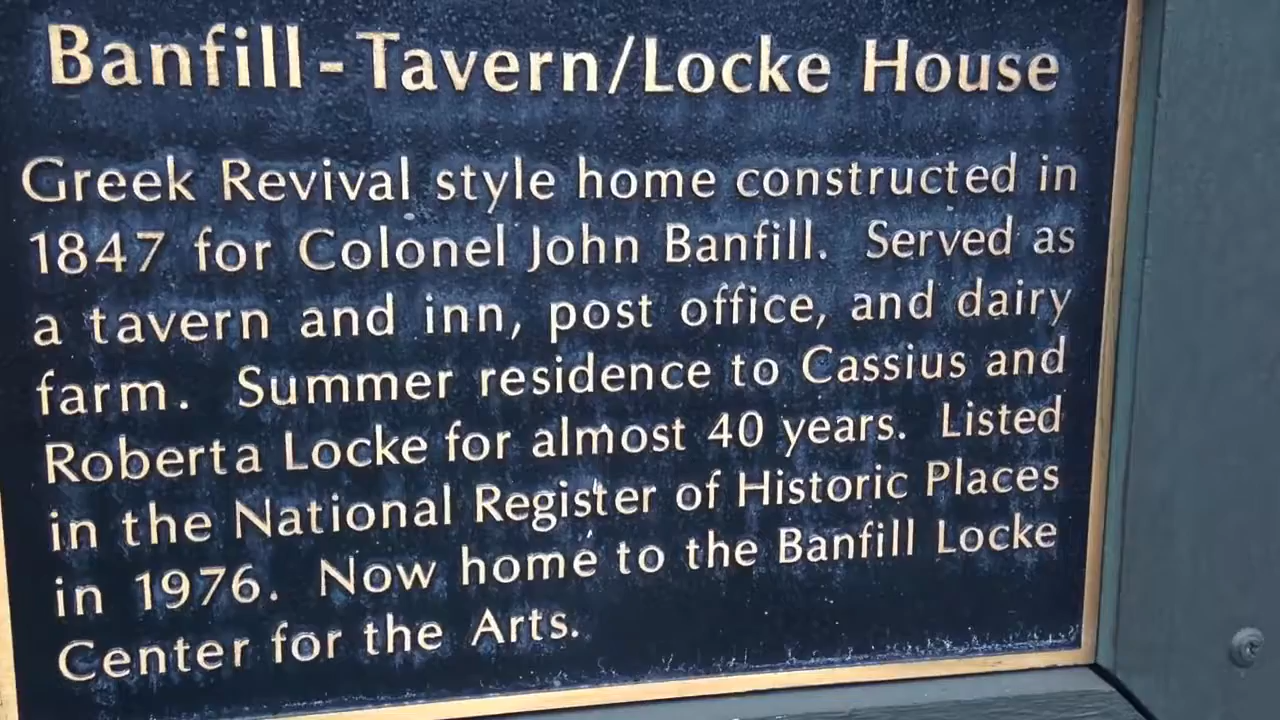 Banfill-Tavern/Locke House
Greek Revival style home constructed in
1847 for Colonel John Banfill. Served as
a tavern and inn, post office, and dairy
farm. Summer residence to Cassius and
Roberta Locke for almost 40 years. Listed
in the National Register of Historic Places
in 1976. Now home to the Banfill Locke
Center for the Arts.